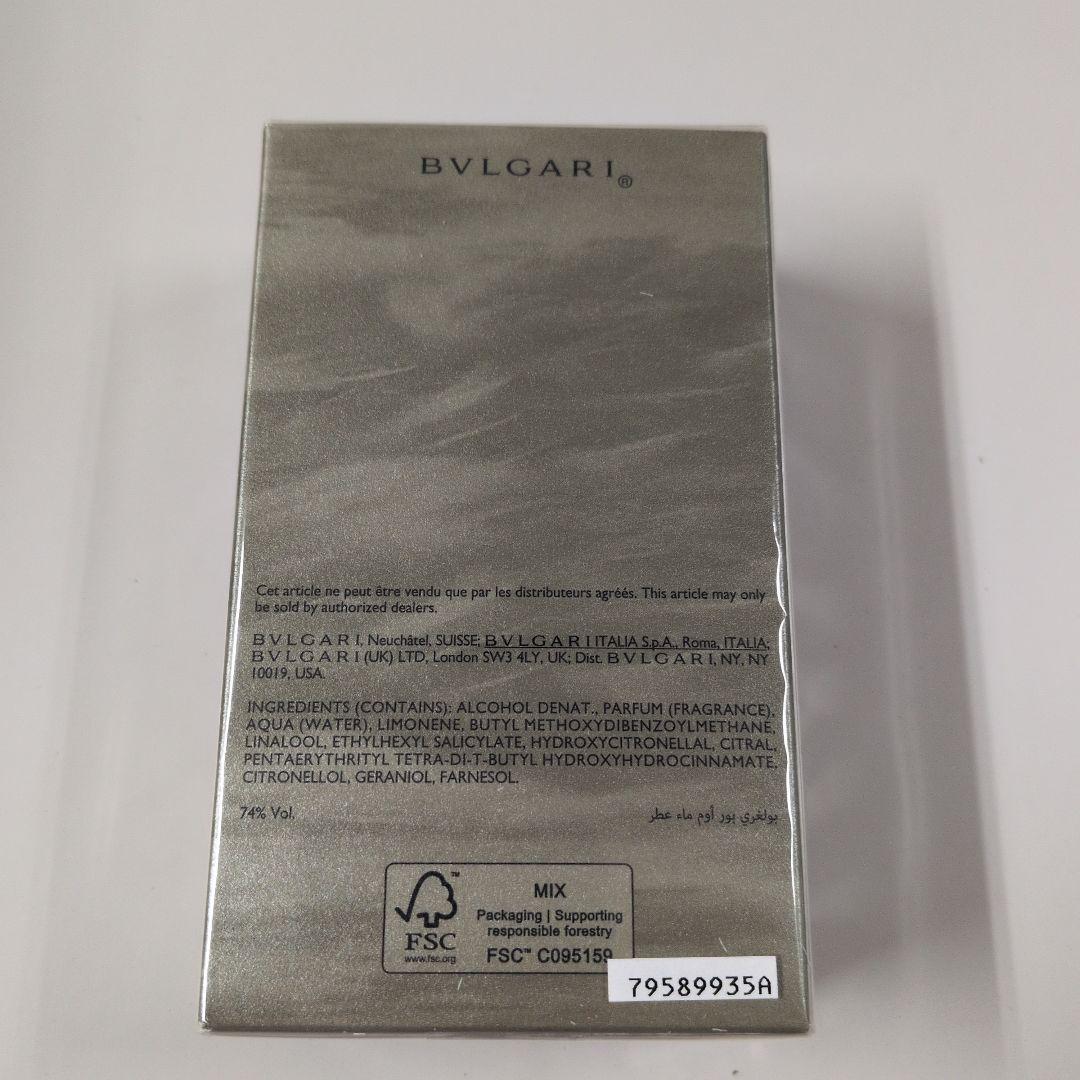 BVLGARI®
Cet article ne peut être vendu que par les distributeurs agréés. This article may only
be sold by authorized dealers.
BVLGARI, Neuchâtel, SUISSE; BVLGARI ITALIA S.p.A., Roma, ITALIA;
BVLGARI (UK) LTD, London SW3 4LY, UK; Dist. BVLGARI, NY, NY
10019, USA.
INGREDIENTS (CONTAINS): ALCOHOL DENAT., PARFUM (FRAGRANCE),
AQUA (WATER), LIMONENE, BUTYL METHOXYDIBENZOYLMETHANE,
LINALOOL, ETHYLHEXYL SALICYLATE, HYDROXYCITRONELLAL, CITRAL,
PENTAERYTHRITYL TETRA-DI-T-BUTYL HYDROXYHYDROCINNAMATE,
CITRONELLOL, GERANIOL, FARNESOL.
74% Vol.
بولغري بور أوم ماء عطر
FSC™
www.fsc.org
MIX
Packaging | Supporting
responsible forestry
FSC™ C095159
79589935A